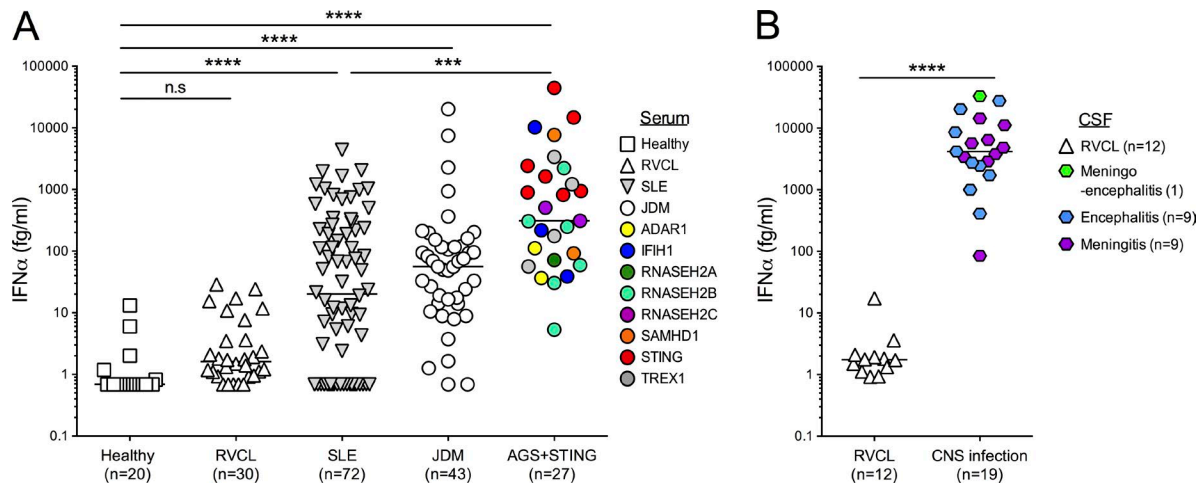 A
****
****
****
***
n.s
100000
10000
1000
100
10
1
0.1
IFNα (fg/ml)
Healthy
(n=20)
RVCL
(n=30)
SLE
(n=72)
JDM
(n=43)
AGS+STING
(n=27)
Serum
Healthy
RVCL
SLE
JDM
ADAR1
IFIH1
RNASEH2A
RNASEH2B
RNASEH2C
SAMHD1
STING
TREX1
B
****
100000
10000
1000
100
10
1
0.1
IFNα (fg/ml)
RVCL
(n=12)
CNS infection
(n=19)
CSF
RVCL (n=12)
Meningo
-encephalitis (1)
Encephalitis (n=9)
Meningitis (n=9)